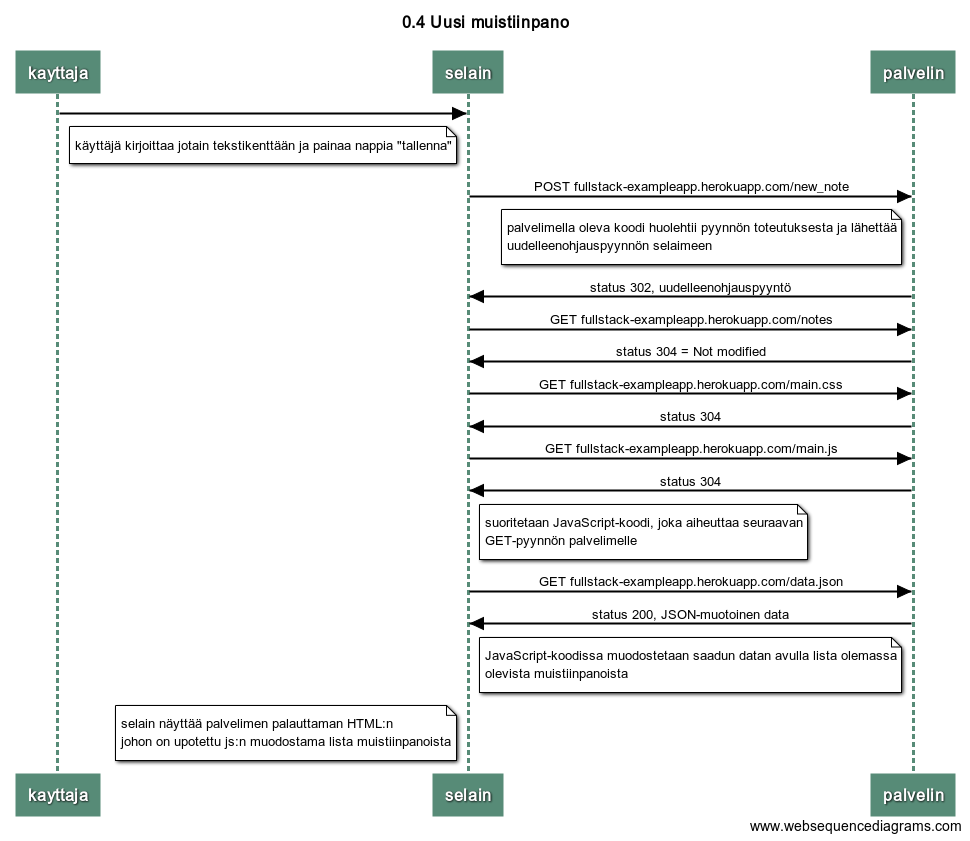 0.4 Uusi muistiinpano
kayttaja
selain
palvelin
käyttäjä kirjoittaa jotain tekstikenttään ja painaa nappia "tallenna"
POST fullstack-exampleapp.herokuapp.com/new_note
palvelimella oleva koodi huolehtii pyynnön toteutuksesta ja lähettää
uudelleenohjauspyynnön selaimeen
status 302, uudelleenohjauspyyntö
GET fullstack-exampleapp.herokuapp.com/notes
status 304 = Not modified
GET fullstack-exampleapp.herokuapp.com/main.css
status 304
GET fullstack-exampleapp.herokuapp.com/main.js
status 304
suoritetaan JavaScript-koodi, joka aiheuttaa seuraavan
GET-pyynnön palvelimelle
GET fullstack-exampleapp.herokuapp.com/data.json
status 200, JSON-muotoinen data
JavaScript-koodissa muodostetaan saadun datan avulla lista olemassa
olevista muistiinpanoista
selain näyttää palvelimen palauttaman HTML:n
johon on upotettu js:n muodostama lista muistiinpanoista
kayttaja
selain
palvelin
www.websequencediagrams.com